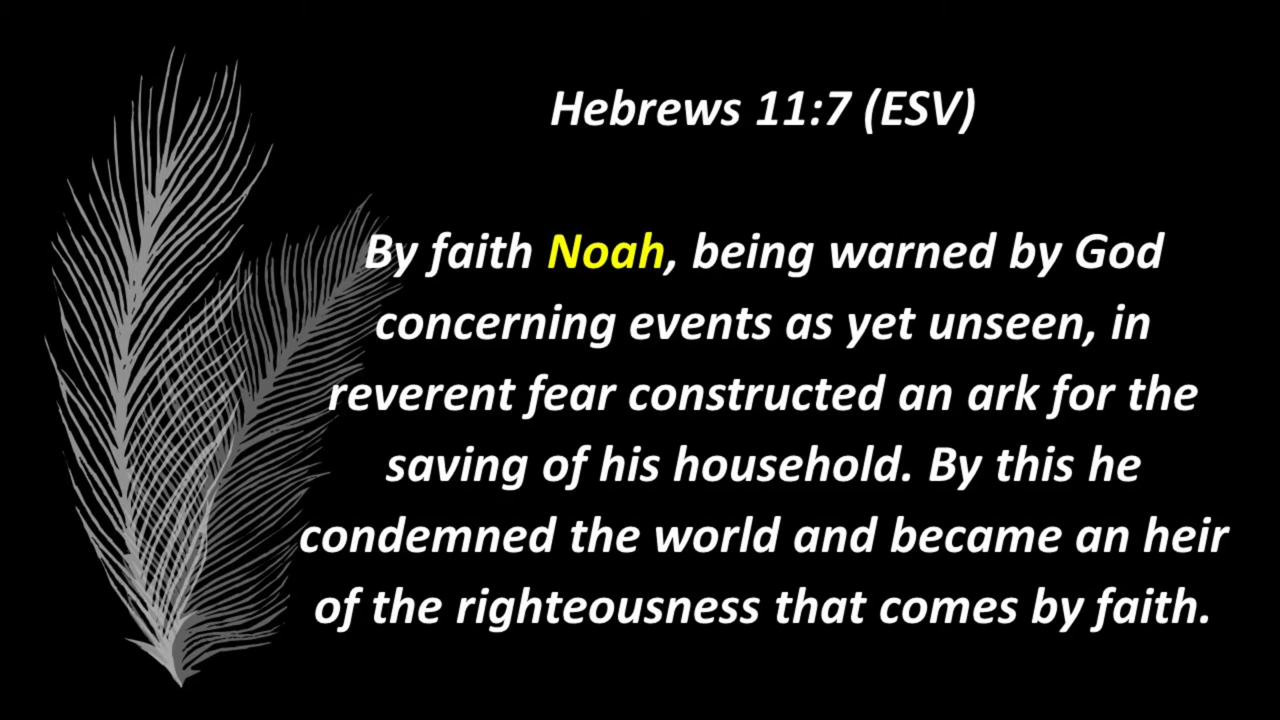 Hebrews 11:7 (ESV)
By faith Noah, being warned by God
concerning events as yet unseen, in
reverent fear constructed an ark for the
saving of his household. By this he
condemned the world and became an heir
of the righteousness that comes by faith.